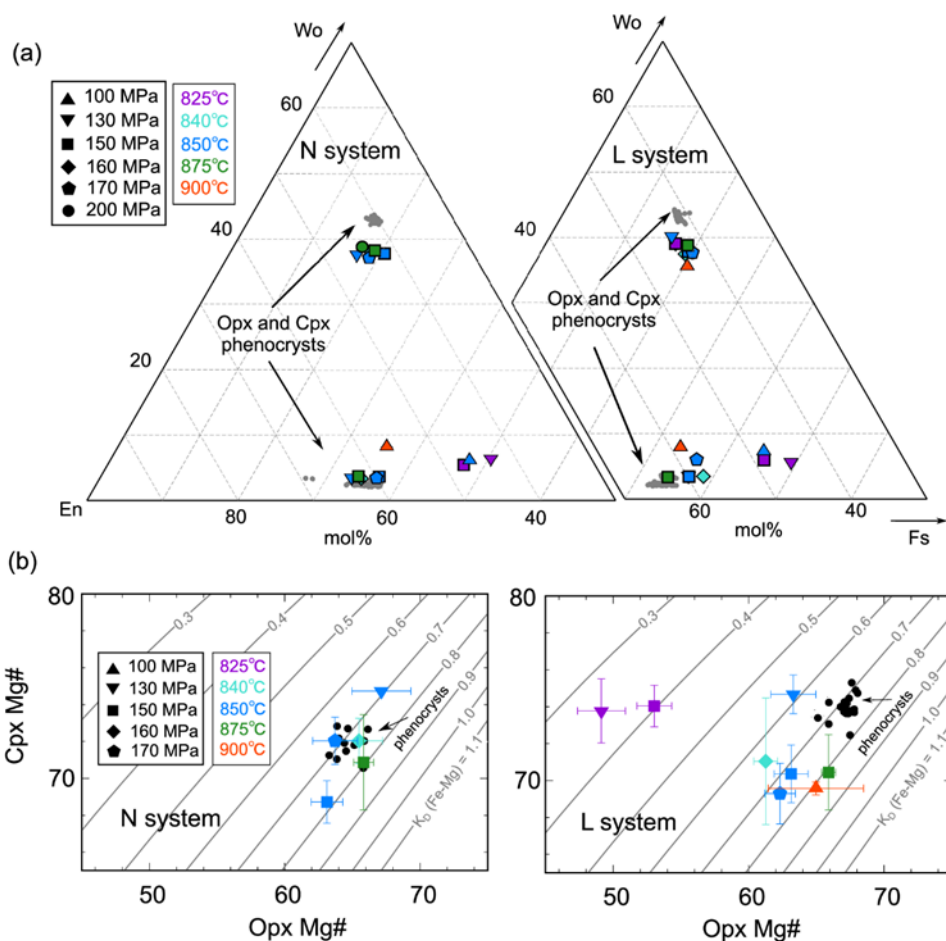 (a)
Wo
Wo
100 MPa
130 MPa
150 MPa
160 MPa
170 MPa
200 MPa
825℃
840℃
850℃
875℃
900℃
60
60
N system
L system
40
40
Opx and Cpx
phenocrysts
Opx and Cpx
phenocrysts
20
En
80
60
40
mol%
60
40
mol%
Fs
(b)
80
80
0.3
0.4
0.5
0.6
0.7
0.8
0.9
1.0
K_D (Fe-Mg) = 1.1
100 MPa
130 MPa
150 MPa
160 MPa
170 MPa
825℃
840℃
850℃
875℃
900℃
phenocrysts
Cpx Mg#
70
N system
50
60
70
Opx Mg#
0.3
0.4
0.5
0.6
0.7
0.8
0.9
1.0
K_D (Fe-Mg) = 1.1
phenocrysts
70
L system
50
60
70
Opx Mg#